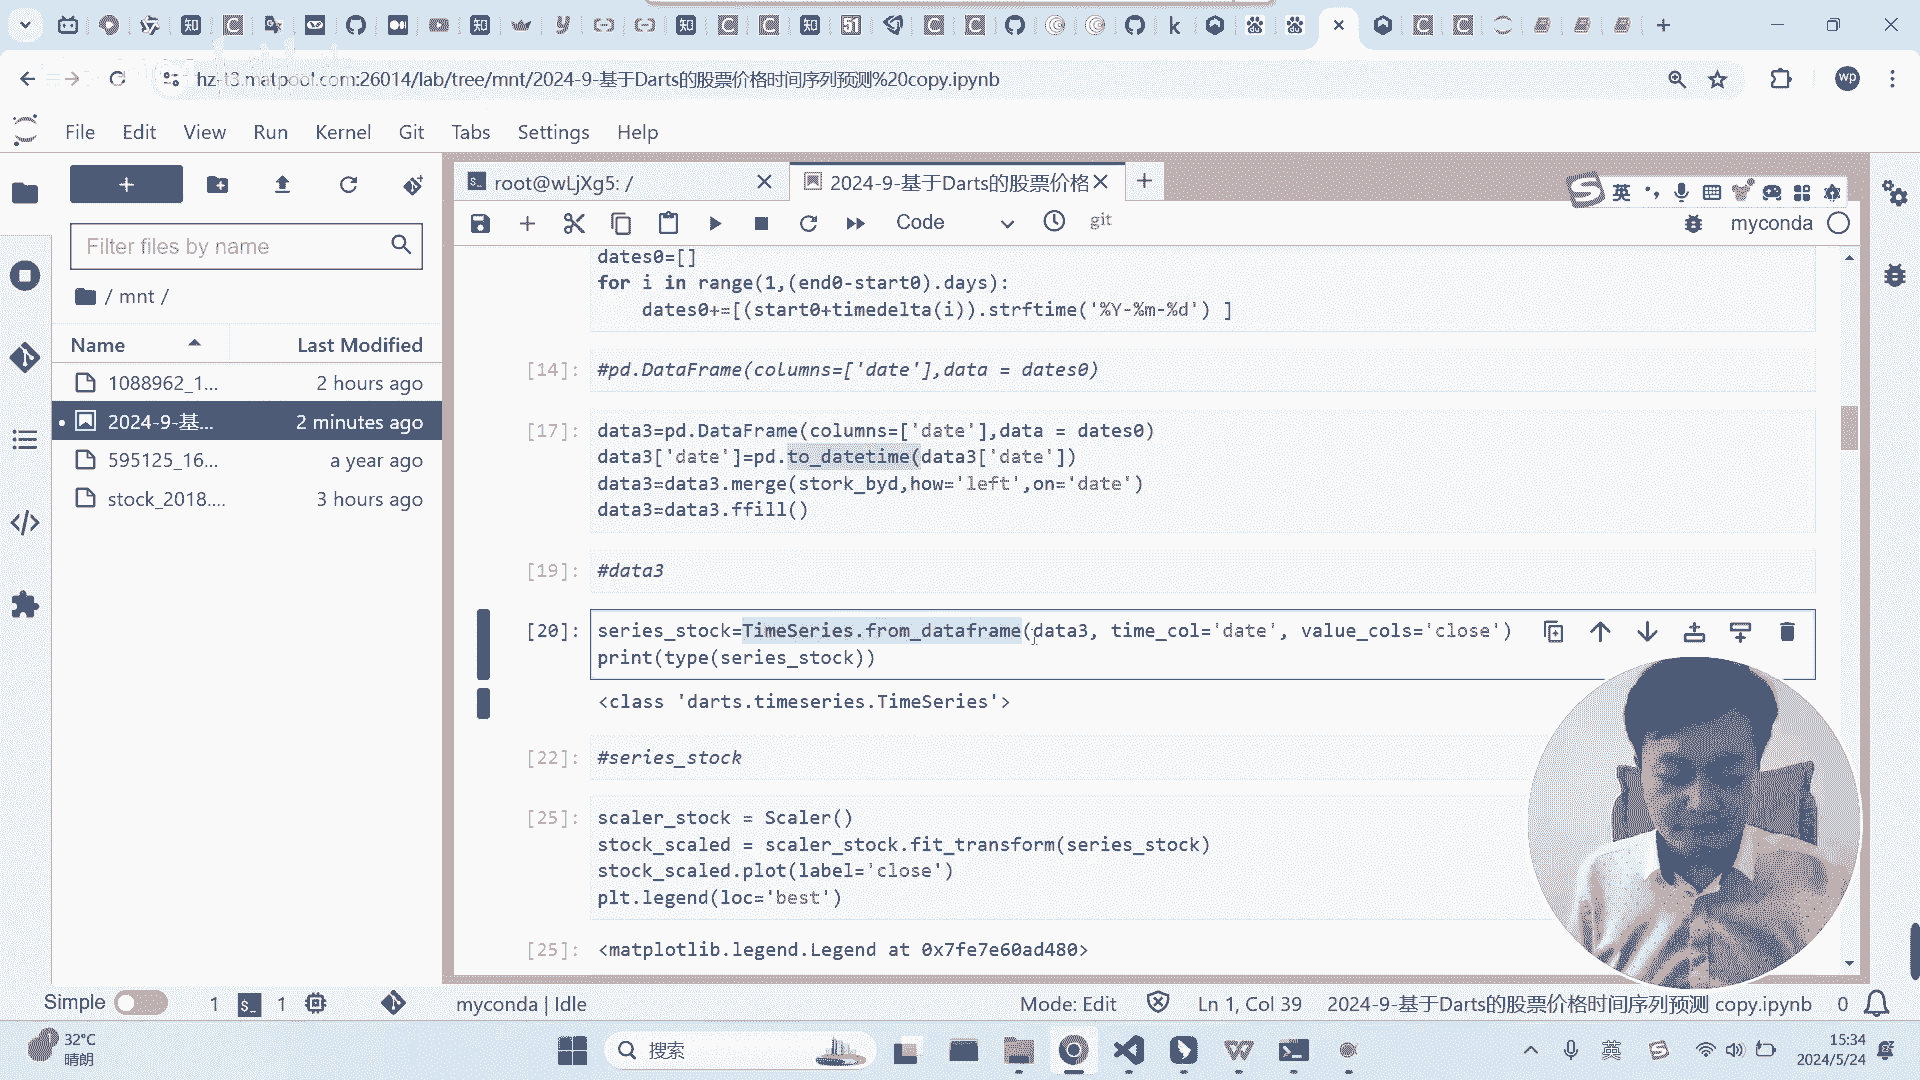 hz-t3.matpool.com:26014/lab/tree/mnt/2024-9-基于Darts的股票价格时间序列预测%20copy.ipynb
wp
File Edit View Run Kernel Git Tabs Settings Help
root@wLjXg5: /
2024-9-基于Darts的股票价格
英
Code
git
myconda
Filter files by name
/ mnt /
Name
Last Modified
1088962_1...
2 hours ago
2024-9-基...
2 minutes ago
595125_16...
a year ago
stock_2018....
3 hours ago
dates0=[]
for i in range(1,(end0-start0).days):
dates0+=[(start0+timedelta(i)).strftime('%Y-%m-%d') ]
[14]: #pd.DataFrame(columns=['date'],data = dates0)
[17]: data3=pd.DataFrame(columns=['date'],data = dates0)
data3['date']=pd.to_datetime(data3['date'])
data3=data3.merge(stork_byd,how='left',on='date')
data3=data3.ffill()
[19]: #data3
[20]: series_stock=TimeSeries.from_dataframe(data3, time_col='date', value_cols='close')
print(type(series_stock))
<class 'darts.timeseries.TimeSeries'>
[22]: #series_stock
[25]: scaler_stock = Scaler()
stock_scaled = scaler_stock.fit_transform(series_stock)
stock_scaled.plot(label='close')
plt.legend(loc='best')
[25]: <matplotlib.legend.Legend at 0x7fe7e60ad480>
Simple
1
1
myconda | Idle
Mode: Edit
Ln 1, Col 39
2024-9-基于Darts的股票价格时间序列预测 copy.ipynb
0
32°C
晴朗
搜索
英
15:34
2024/5/24